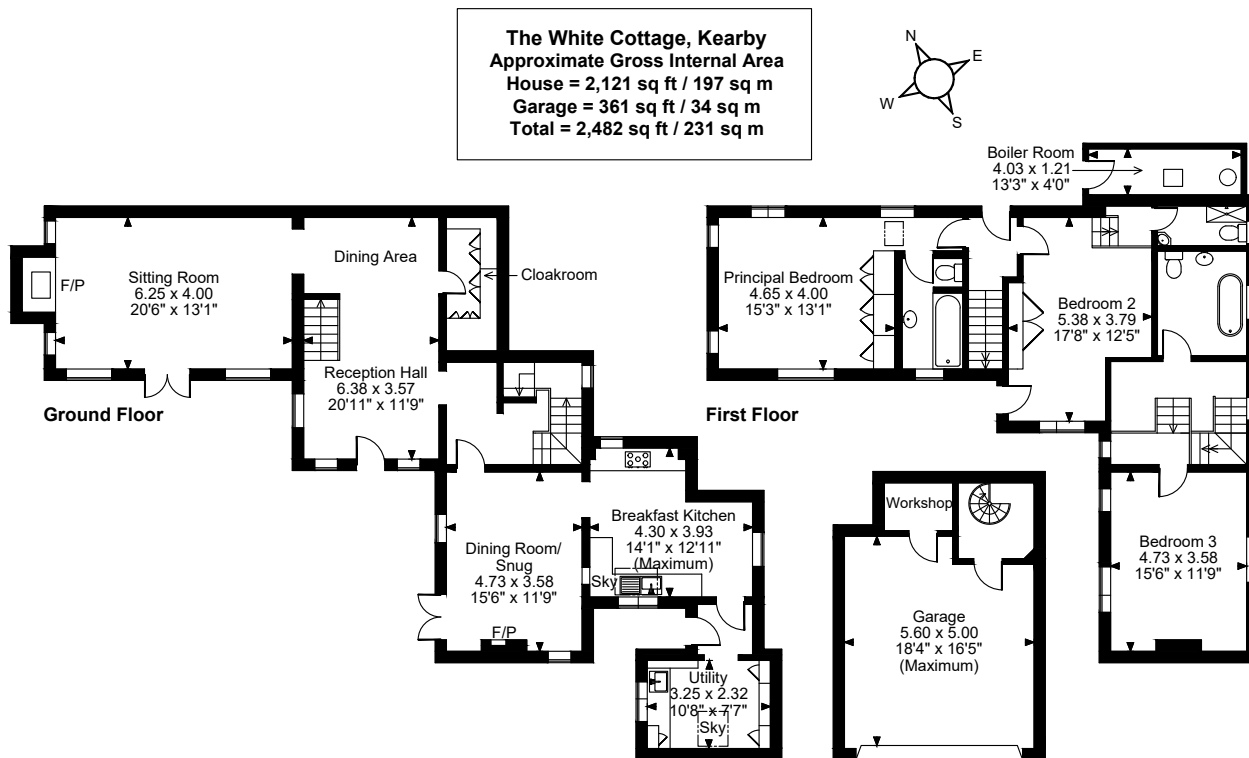 The White Cottage, Kearby
Approximate Gross Internal Area
House = 2,121 sq ft / 197 sq m
Garage = 361 sq ft / 34 sq m
Total = 2,482 sq ft / 231 sq m
N
E
W
S
Boiler Room
4.03 x 1.21
13'3" x 4'0"
F/P
Sitting Room
6.25 x 4.00
20'6" x 13'1"
Dining Area
Cloakroom
Reception Hall
6.38 x 3.57
20'11" x 11'9"
Ground Floor
Principal Bedroom
4.65 x 4.00
15'3" x 13'1"
Bedroom 2
5.38 x 3.79
17'8" x 12'5"
First Floor
Dining Room/
Snug
4.73 x 3.58
15'6" x 11'9"
F/P
Breakfast Kitchen
4.30 x 3.93
14'1" x 12'11"
(Maximum)
Sky
Utility
3.25 x 2.32
10'8" x 7'7"
Sky
Workshop
Garage
5.60 x 5.00
18'4" x 16'5"
(Maximum)
Bedroom 3
4.73 x 3.58
15'6" x 11'9"